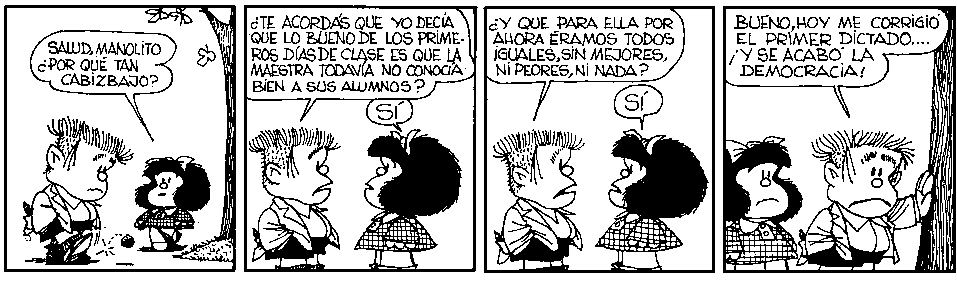 SALUD, MANOLITO
¿POR QUÉ TAN
CABIZBAJO?
¿TE ACORDÁS QUE YO DECÍA
QUE LO BUENO DE LOS PRIME-
ROS DÍAS DE CLASE ES QUE LA
MAESTRA TODAVÍA NO CONOCÍA
BIEN A SUS ALUMNOS?
SÍ
¿Y QUE PARA ELLA POR
AHORA ÉRAMOS TODOS
IGUALES, SIN MEJORES,
NI PEORES, NI NADA?
SÍ
BUENO, HOY ME CORRIGIÓ
EL PRIMER DICTADO....
¡Y SE ACABÓ LA
DEMOCRACIA!